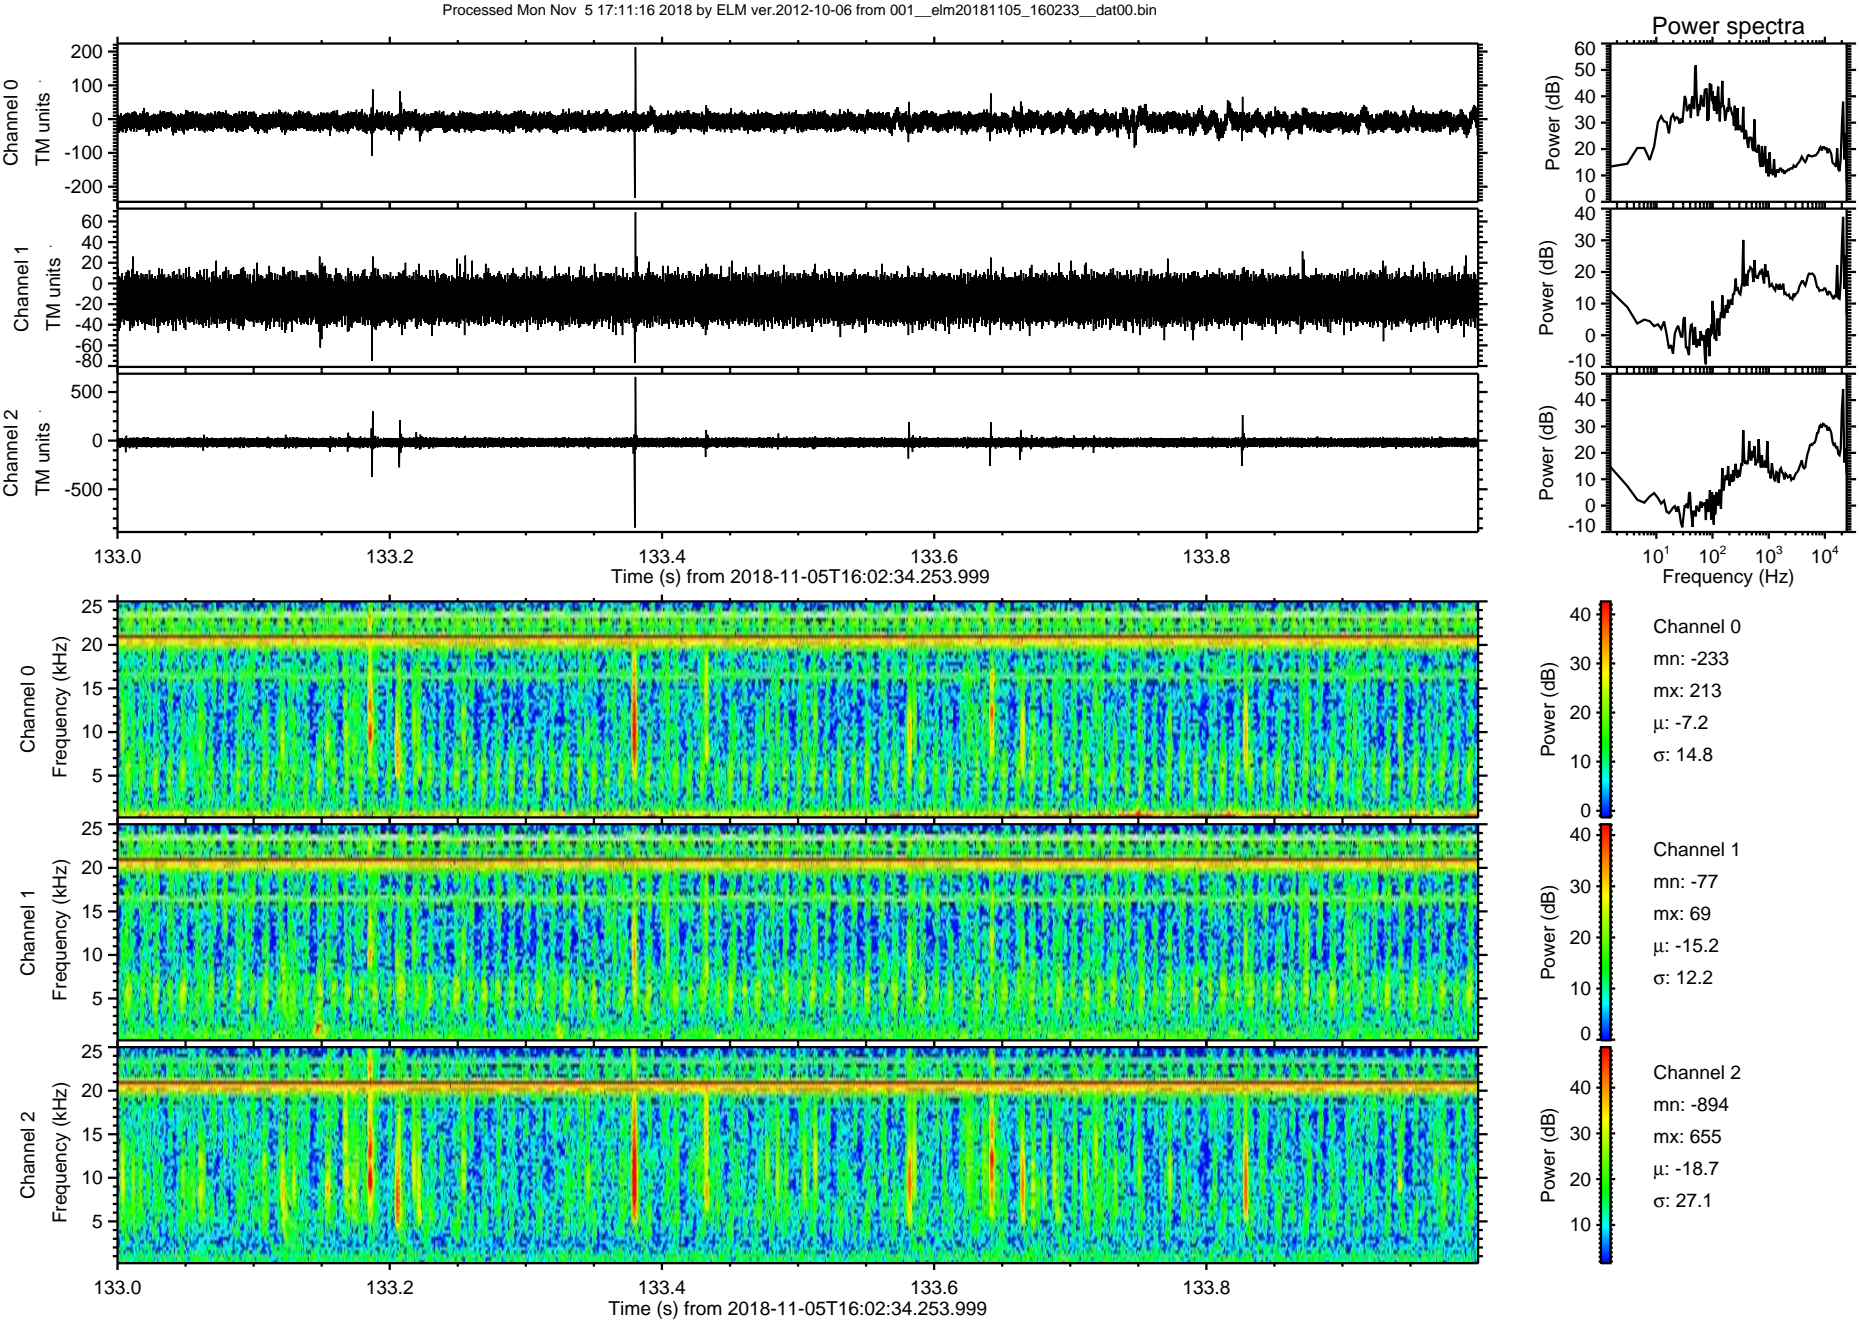 Processed Mon Nov  5 17:11:16 2018 by ELM ver.2012-10-06 from 001__elm20181105_160233__dat00.bin
Power spectra
Channel 0
TM units
200
100
0
-100
-200
Power (dB)
60
50
40
30
20
10
0
Channel 1
TM units
60
40
20
0
-20
-40
-60
-80
Power (dB)
40
30
20
10
0
-10
Channel 2
TM units
500
0
-500
Power (dB)
50
40
30
20
10
0
-10
133.0 133.2 133.4 133.6 133.8
Time (s) from 2018-11-05T16:02:34.253.999
10^1 10^2 10^3 10^4
Frequency (Hz)
Channel 0
Frequency (kHz)
25
20
15
10
5
Power (dB)
40
30
20
10
0
Channel 0
mn: -233
mx: 213
μ: -7.2
σ: 14.8
Channel 1
Frequency (kHz)
25
20
15
10
5
Power (dB)
40
30
20
10
0
Channel 1
mn: -77
mx: 69
μ: -15.2
σ: 12.2
Channel 2
Frequency (kHz)
25
20
15
10
5
Power (dB)
40
30
20
10
Channel 2
mn: -894
mx: 655
μ: -18.7
σ: 27.1
133.0 133.2 133.4 133.6 133.8
Time (s) from 2018-11-05T16:02:34.253.999